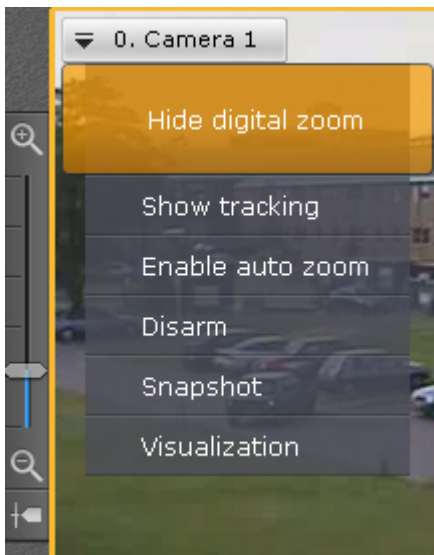 0. Camera 1
Hide digital zoom
Show tracking
Enable auto zoom
Disarm
Snapshot
Visualization